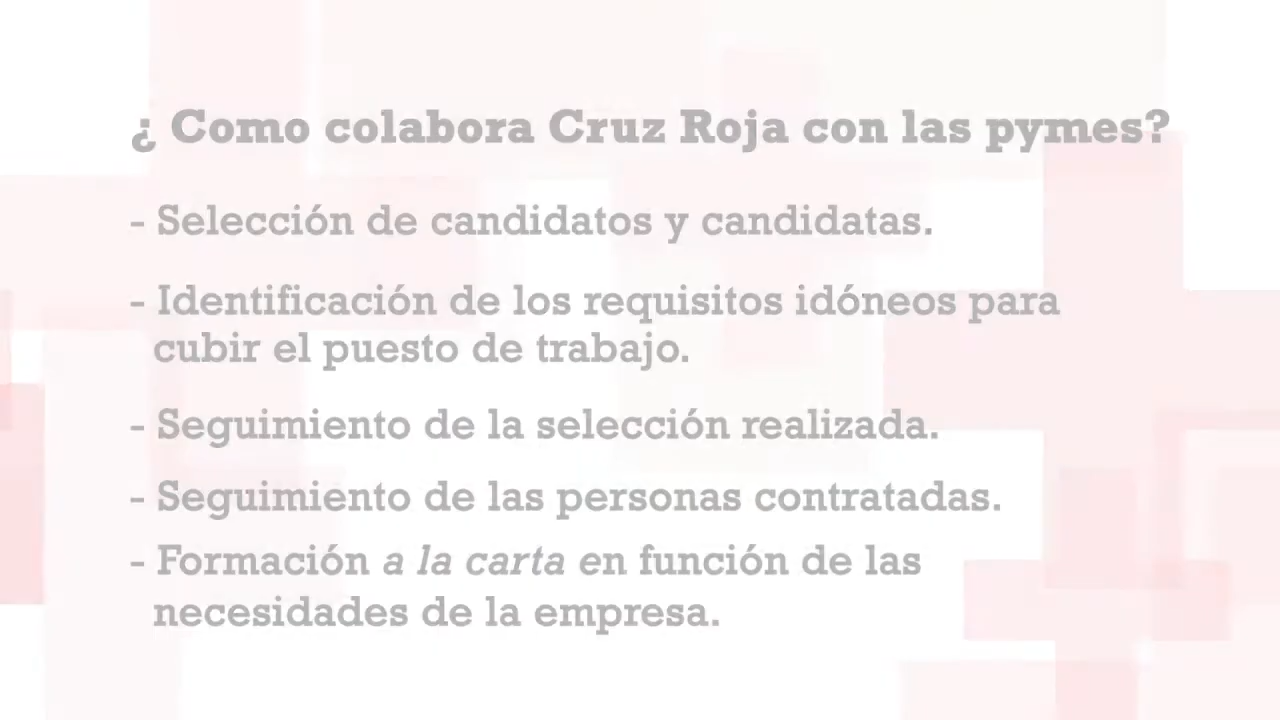 ¿ Como colabora Cruz Roja con las pymes?
- Selección de candidatos y candidatas.
- Identificación de los requisitos idóneos para
cubir el puesto de trabajo.
- Seguimiento de la selección realizada.
- Seguimiento de las personas contratadas.
- Formación a la carta en función de las
necesidades de la empresa.